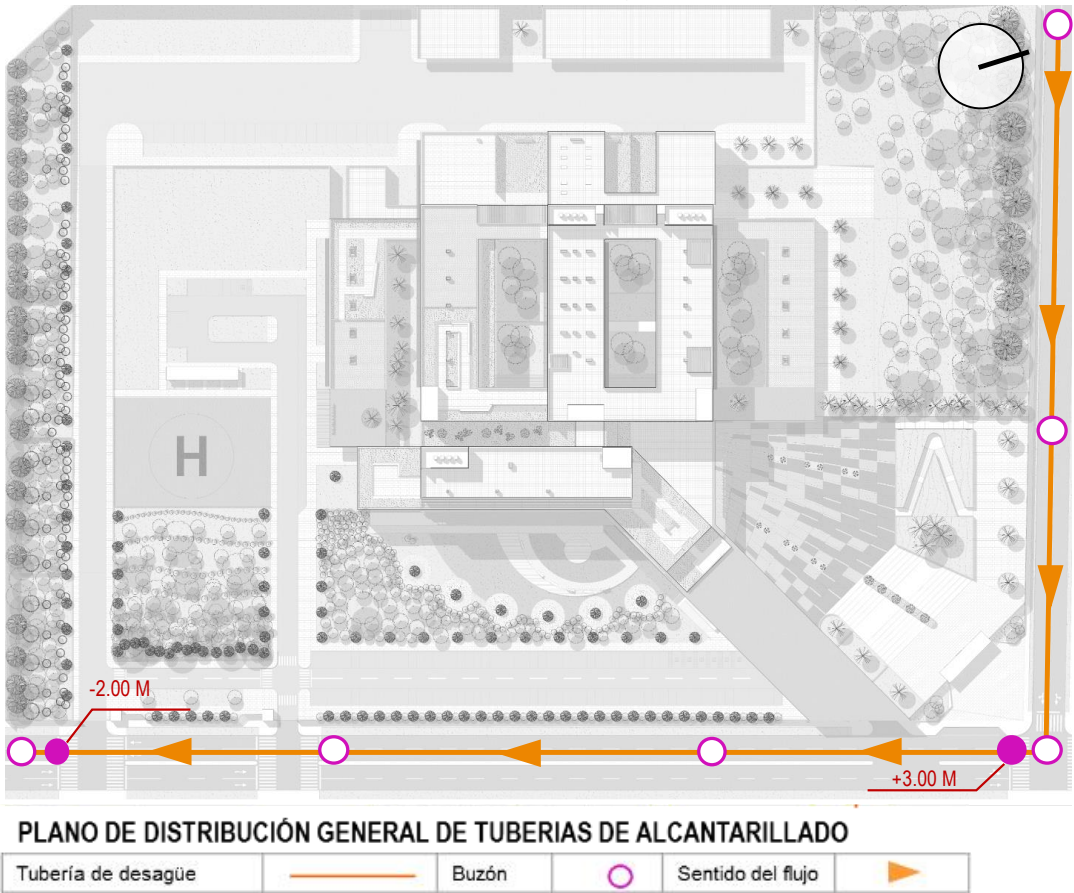 H
-2.00 M
+3.00 M
PLANO DE DISTRIBUCIÓN GENERAL DE TUBERIAS DE ALCANTARILLADO
Tubería de desagüe Buzón Sentido del flujo